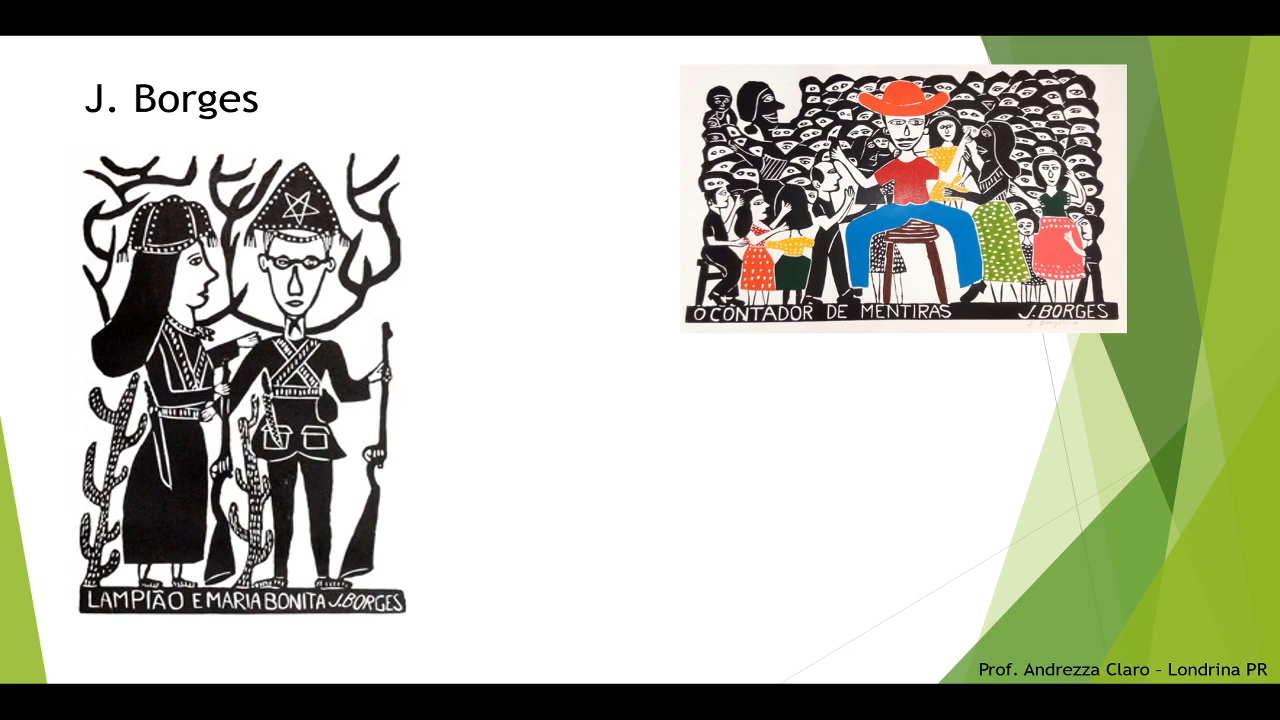 J. Borges
O CONTADOR DE MENTIRAS J. BORGES
LAMPIÃO E MARIA BONITA J. BORGES
Prof. Andrezza Claro – Londrina PR